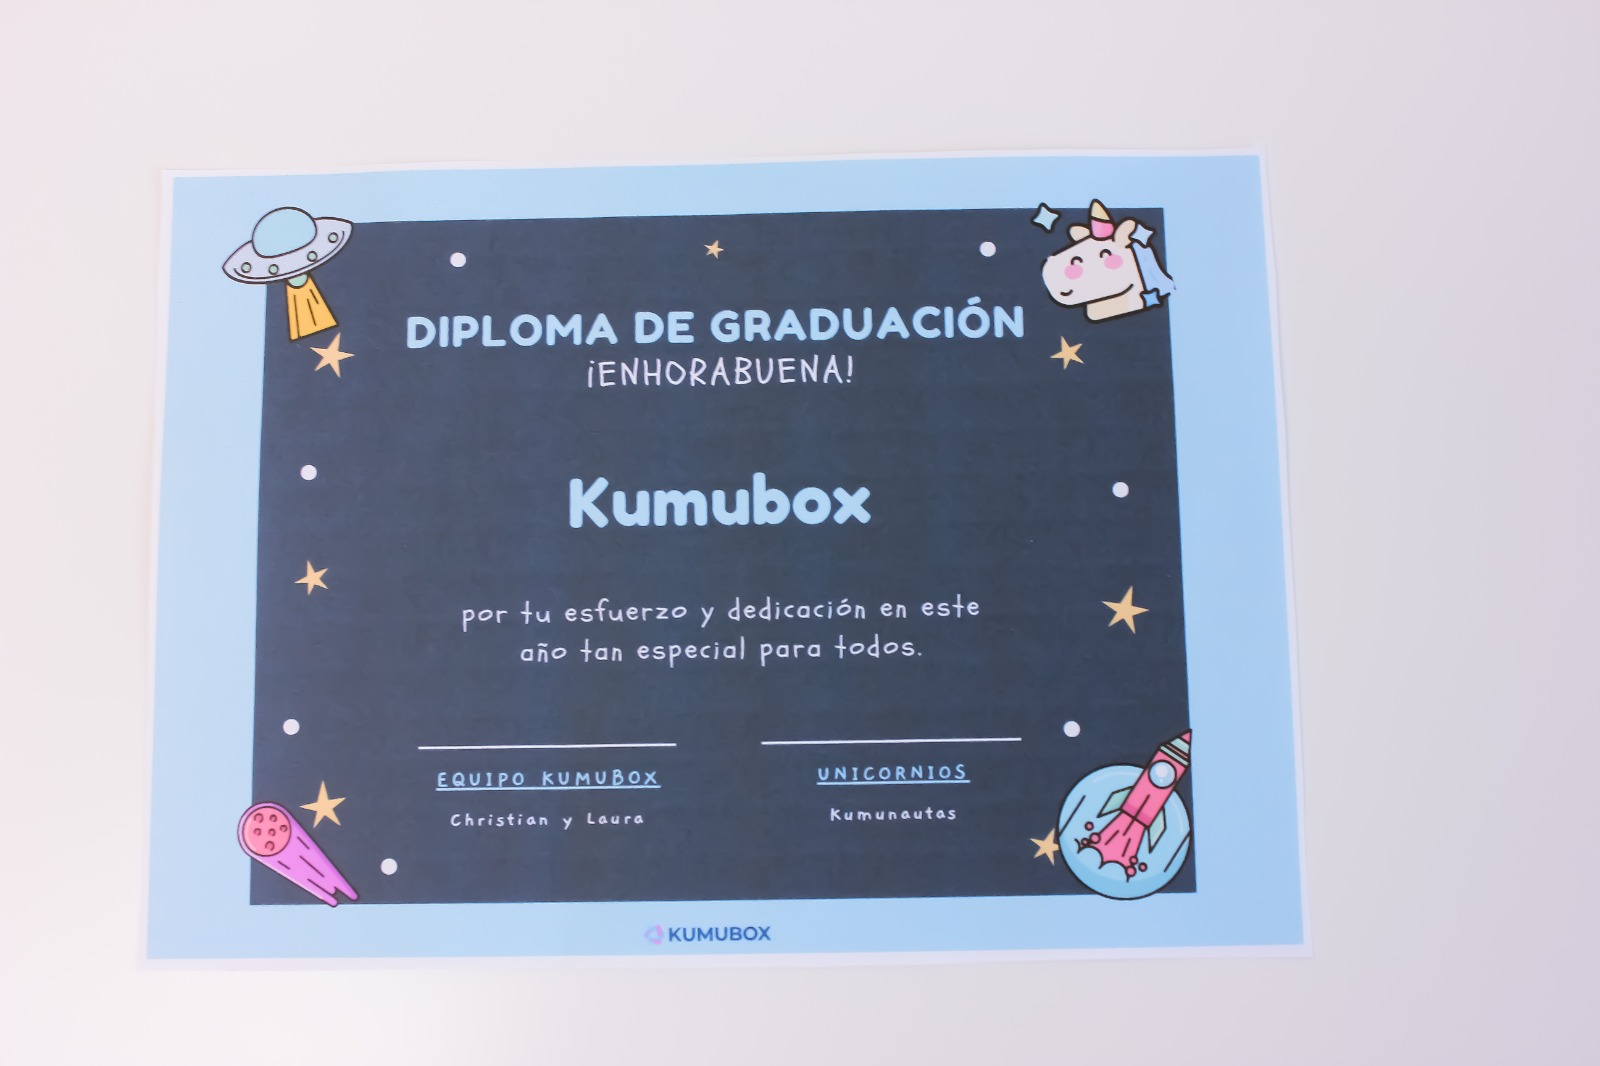 DIPLOMA DE GRADUACIÓN
¡ENHORABUENA!
Kumubox
por tu esfuerzo y dedicación en este
año tan especial para todos.
EQUIPO KUMUBOX
Christian y Laura
UNICORNIOS
Kumunautas
KUMUBOX